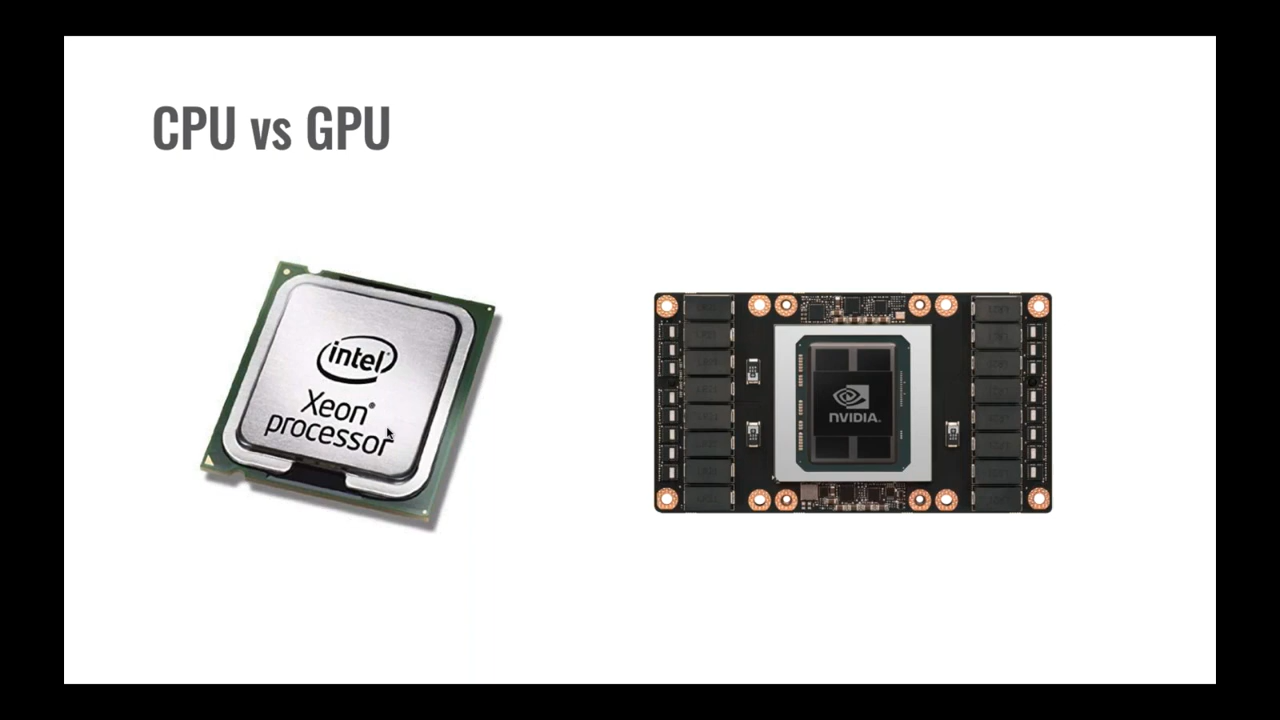 CPU vs GPU
intel
Xeon®
processor
NVIDIA.